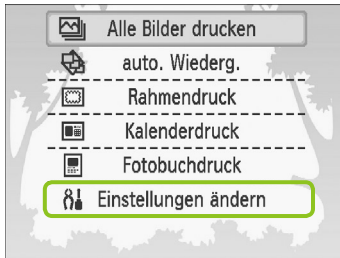 Alle Bilder drucken
auto. Wiederg.
Rahmendruck
Kalenderdruck
Fotobuchdruck
Einstellungen ändern